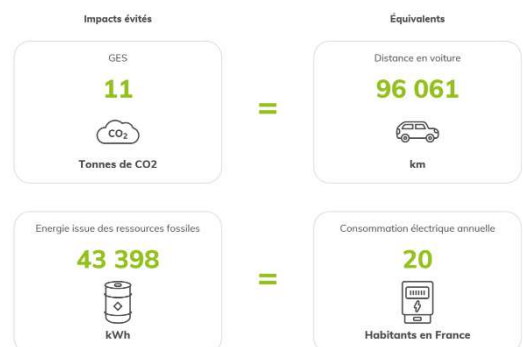 Impacts évités
Équivalents
GES
11
CO2
Tonnes de CO2
=
Distance en voiture
96 061
km
Energie issue des ressources fossiles
43 398
kWh
=
Consommation électrique annuelle
20
Habitants en France